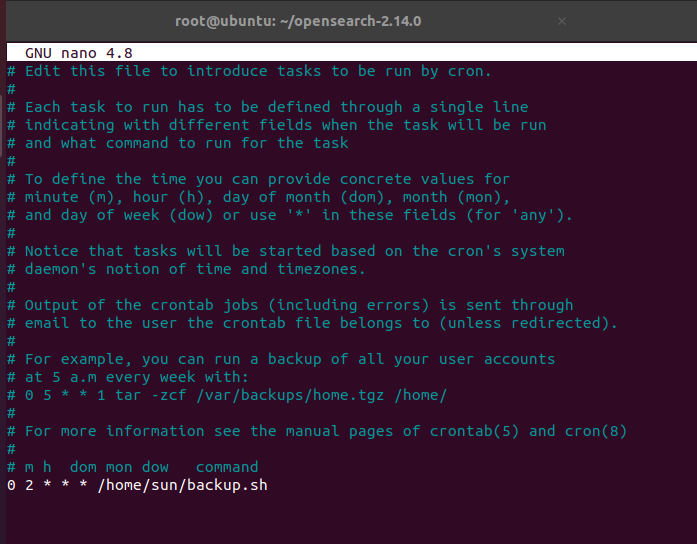 root@ubuntu: ~/opensearch-2.14.0
GNU nano 4.8
# Edit this file to introduce tasks to be run by cron.
#
# Each task to run has to be defined through a single line
# indicating with different fields when the task will be run
# and what command to run for the task
#
# To define the time you can provide concrete values for
# minute (m), hour (h), day of month (dom), month (mon),
# and day of week (dow) or use '*' in these fields (for 'any').
#
# Notice that tasks will be started based on the cron's system
# daemon's notion of time and timezones.
#
# Output of the crontab jobs (including errors) is sent through
# email to the user the crontab file belongs to (unless redirected).
#
# For example, you can run a backup of all your user accounts
# at 5 a.m every week with:
# 0 5 * * 1 tar -zcf /var/backups/home.tgz /home/
#
# For more information see the manual pages of crontab(5) and cron(8)
#
# m h  dom mon dow   command
0 2 * * * /home/sun/backup.sh